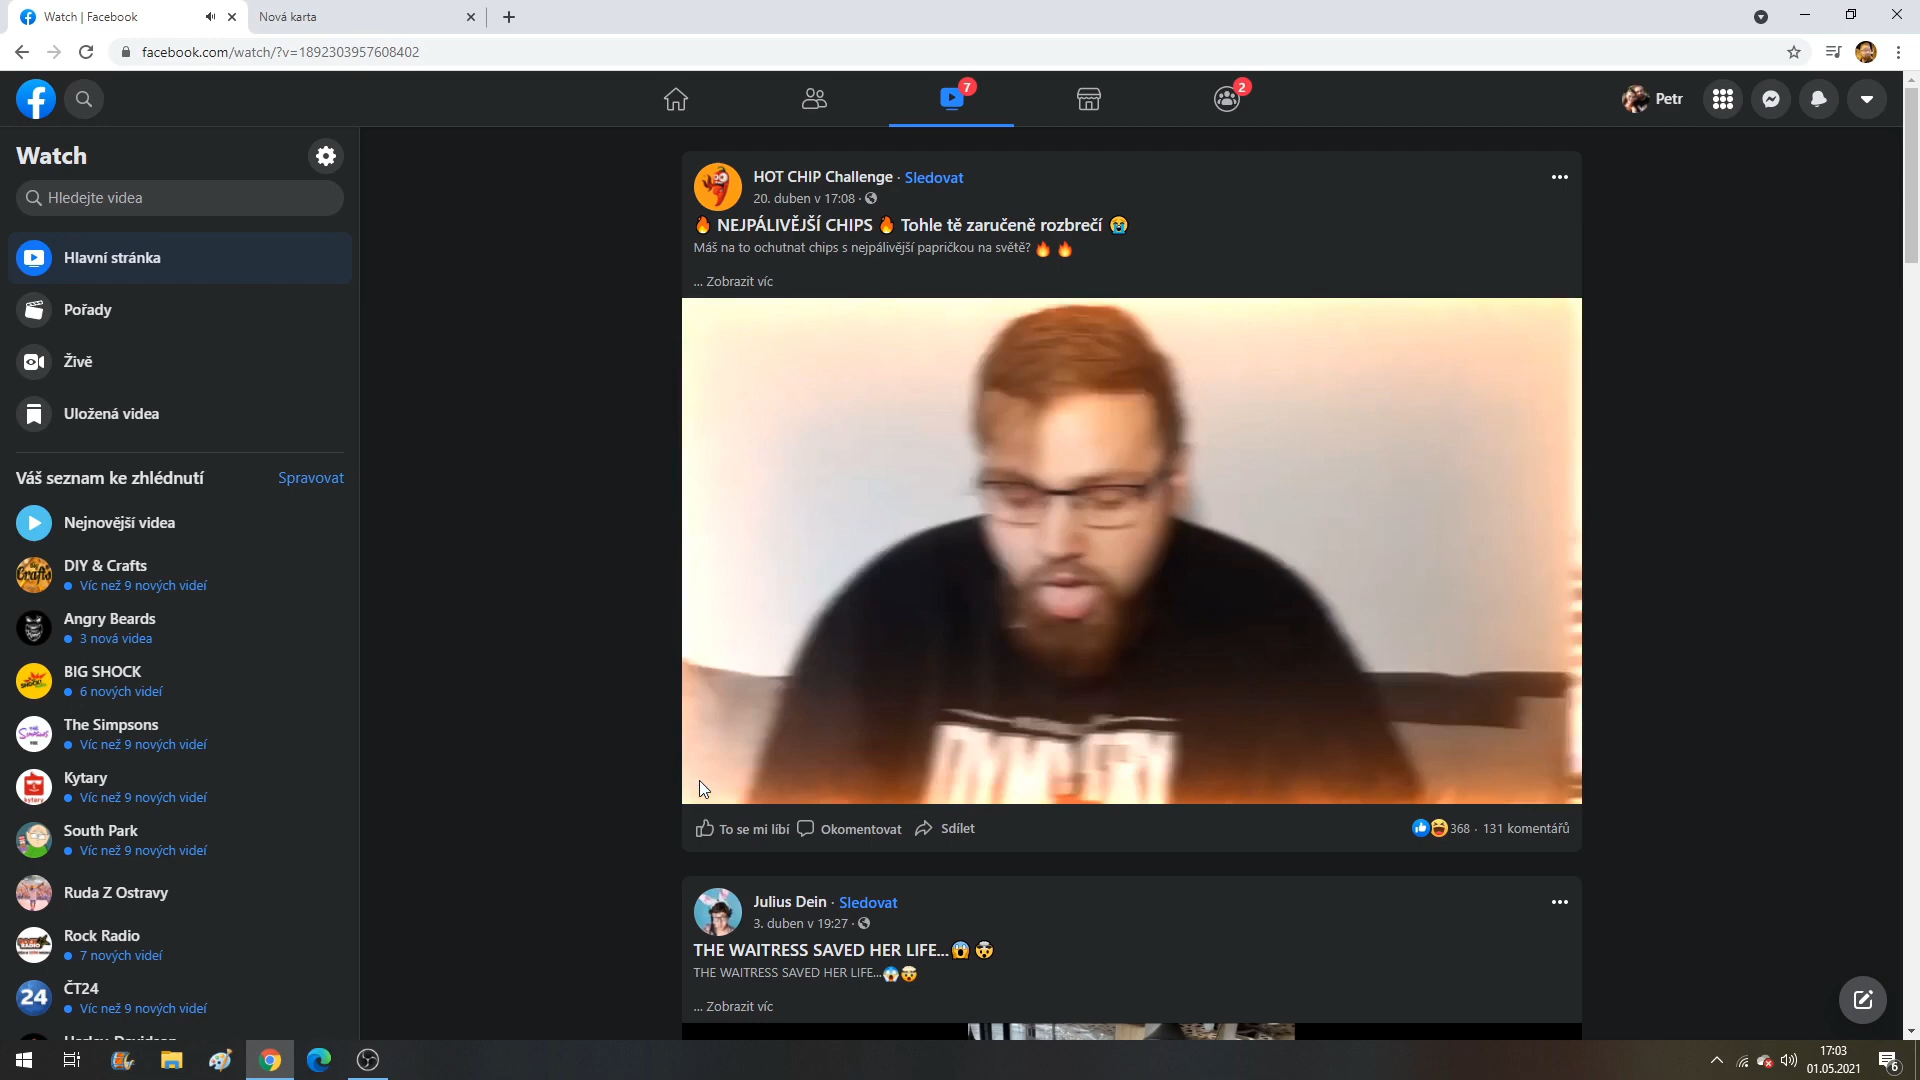 Watch | Facebook
Nová karta
facebook.com/watch/?v=1892303957608402
7
2
Petr
Watch
Hledejte videa
Hlavní stránka
Pořady
Živě
Uložená videa
Váš seznam ke zhlédnutí Spravovat
Nejnovější videa
DIY & Crafts
Víc než 9 nových videí
Angry Beards
3 nová videa
BIG SHOCK
6 nových videí
The Simpsons
Víc než 9 nových videí
Kytary
Víc než 9 nových videí
South Park
Víc než 9 nových videí
Ruda Z Ostravy
Rock Radio
7 nových videí
24
ČT24
Víc než 9 nových videí
HOT CHIP Challenge · Sledovat
20. duben v 17:08 ·
🔥 NEJPÁLIVĚJŠÍ CHIPS 🔥 Tohle tě zaručeně rozbrečí 😭
Máš na to ochutnat chips s nejpálivější papričkou na světě? 🔥 🔥
... Zobrazit víc
To se mi líbí Okomentovat Sdílet 368 · 131 komentářů
Julius Dein · Sledovat
3. duben v 19:27 ·
THE WAITRESS SAVED HER LIFE...😱 🤯
THE WAITRESS SAVED HER LIFE...😱🤯
... Zobrazit víc
17:03
01.05.2021
6